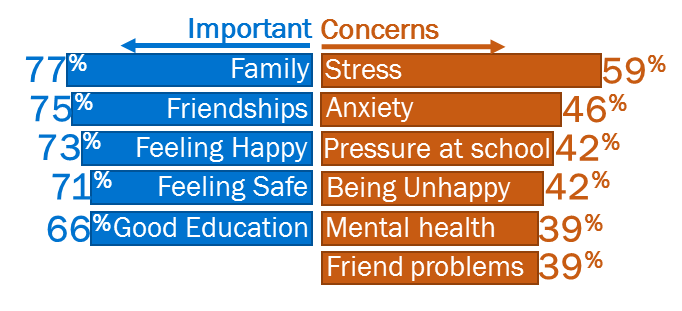 Important Concerns
77% Family Stress 59%
75% Friendships Anxiety 46%
73% Feeling Happy Pressure at school 42%
71% Feeling Safe Being Unhappy 42%
66% Good Education Mental health 39%
Friend problems 39%